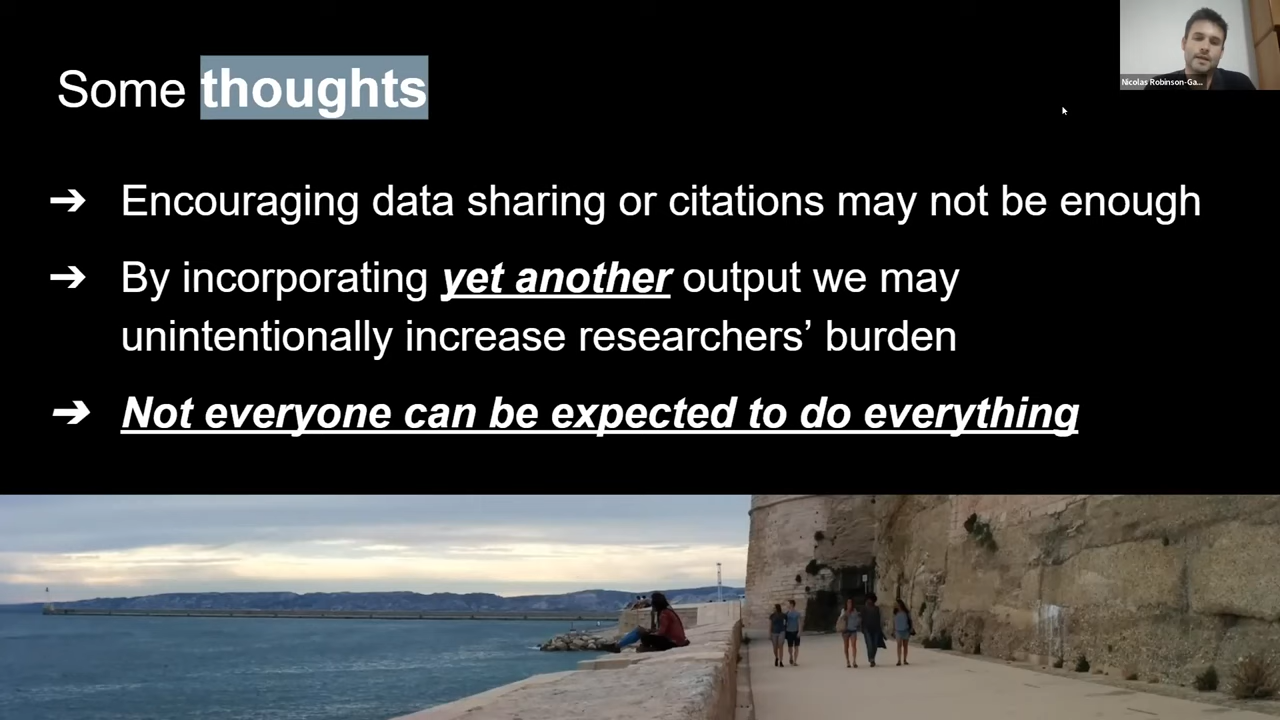 Some thoughts
Nicolas Robinson-Ga...
➔ Encouraging data sharing or citations may not be enough
➔ By incorporating yet another output we may
unintentionally increase researchers’ burden
➔ Not everyone can be expected to do everything